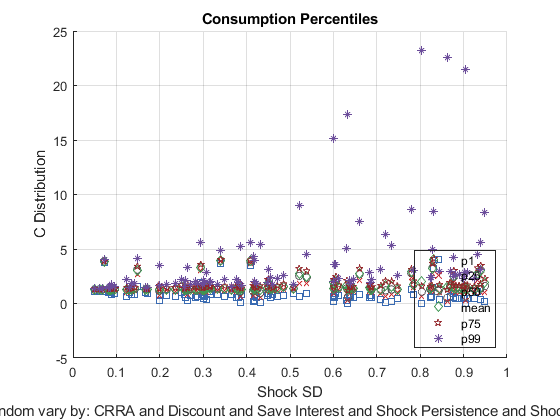 Consumption Percentiles
C Distribution
25
20
15
10
5
0
-5
p1
p25
p50
mean
p75
p99
0 0.1 0.2 0.3 0.4 0.5 0.6 0.7 0.8 0.9 1
Shock SD
ndom vary by: CRRA and Discount and Save Interest and Shock Persistence and Shoc